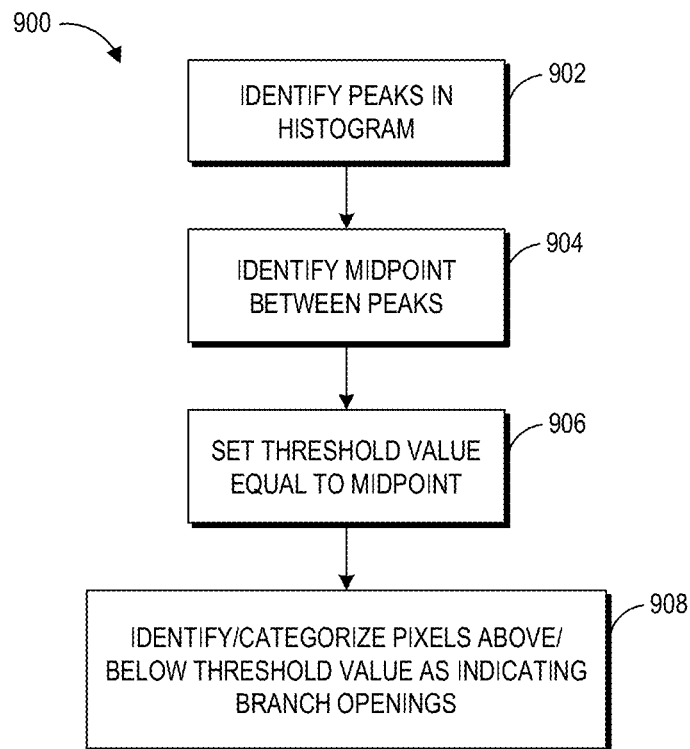 900
IDENTIFY PEAKS IN
HISTOGRAM
902
IDENTIFY MIDPOINT
BETWEEN PEAKS
904
SET THRESHOLD VALUE
EQUAL TO MIDPOINT
906
IDENTIFY/CATEGORIZE PIXELS ABOVE/
BELOW THRESHOLD VALUE AS INDICATING
BRANCH OPENINGS
908